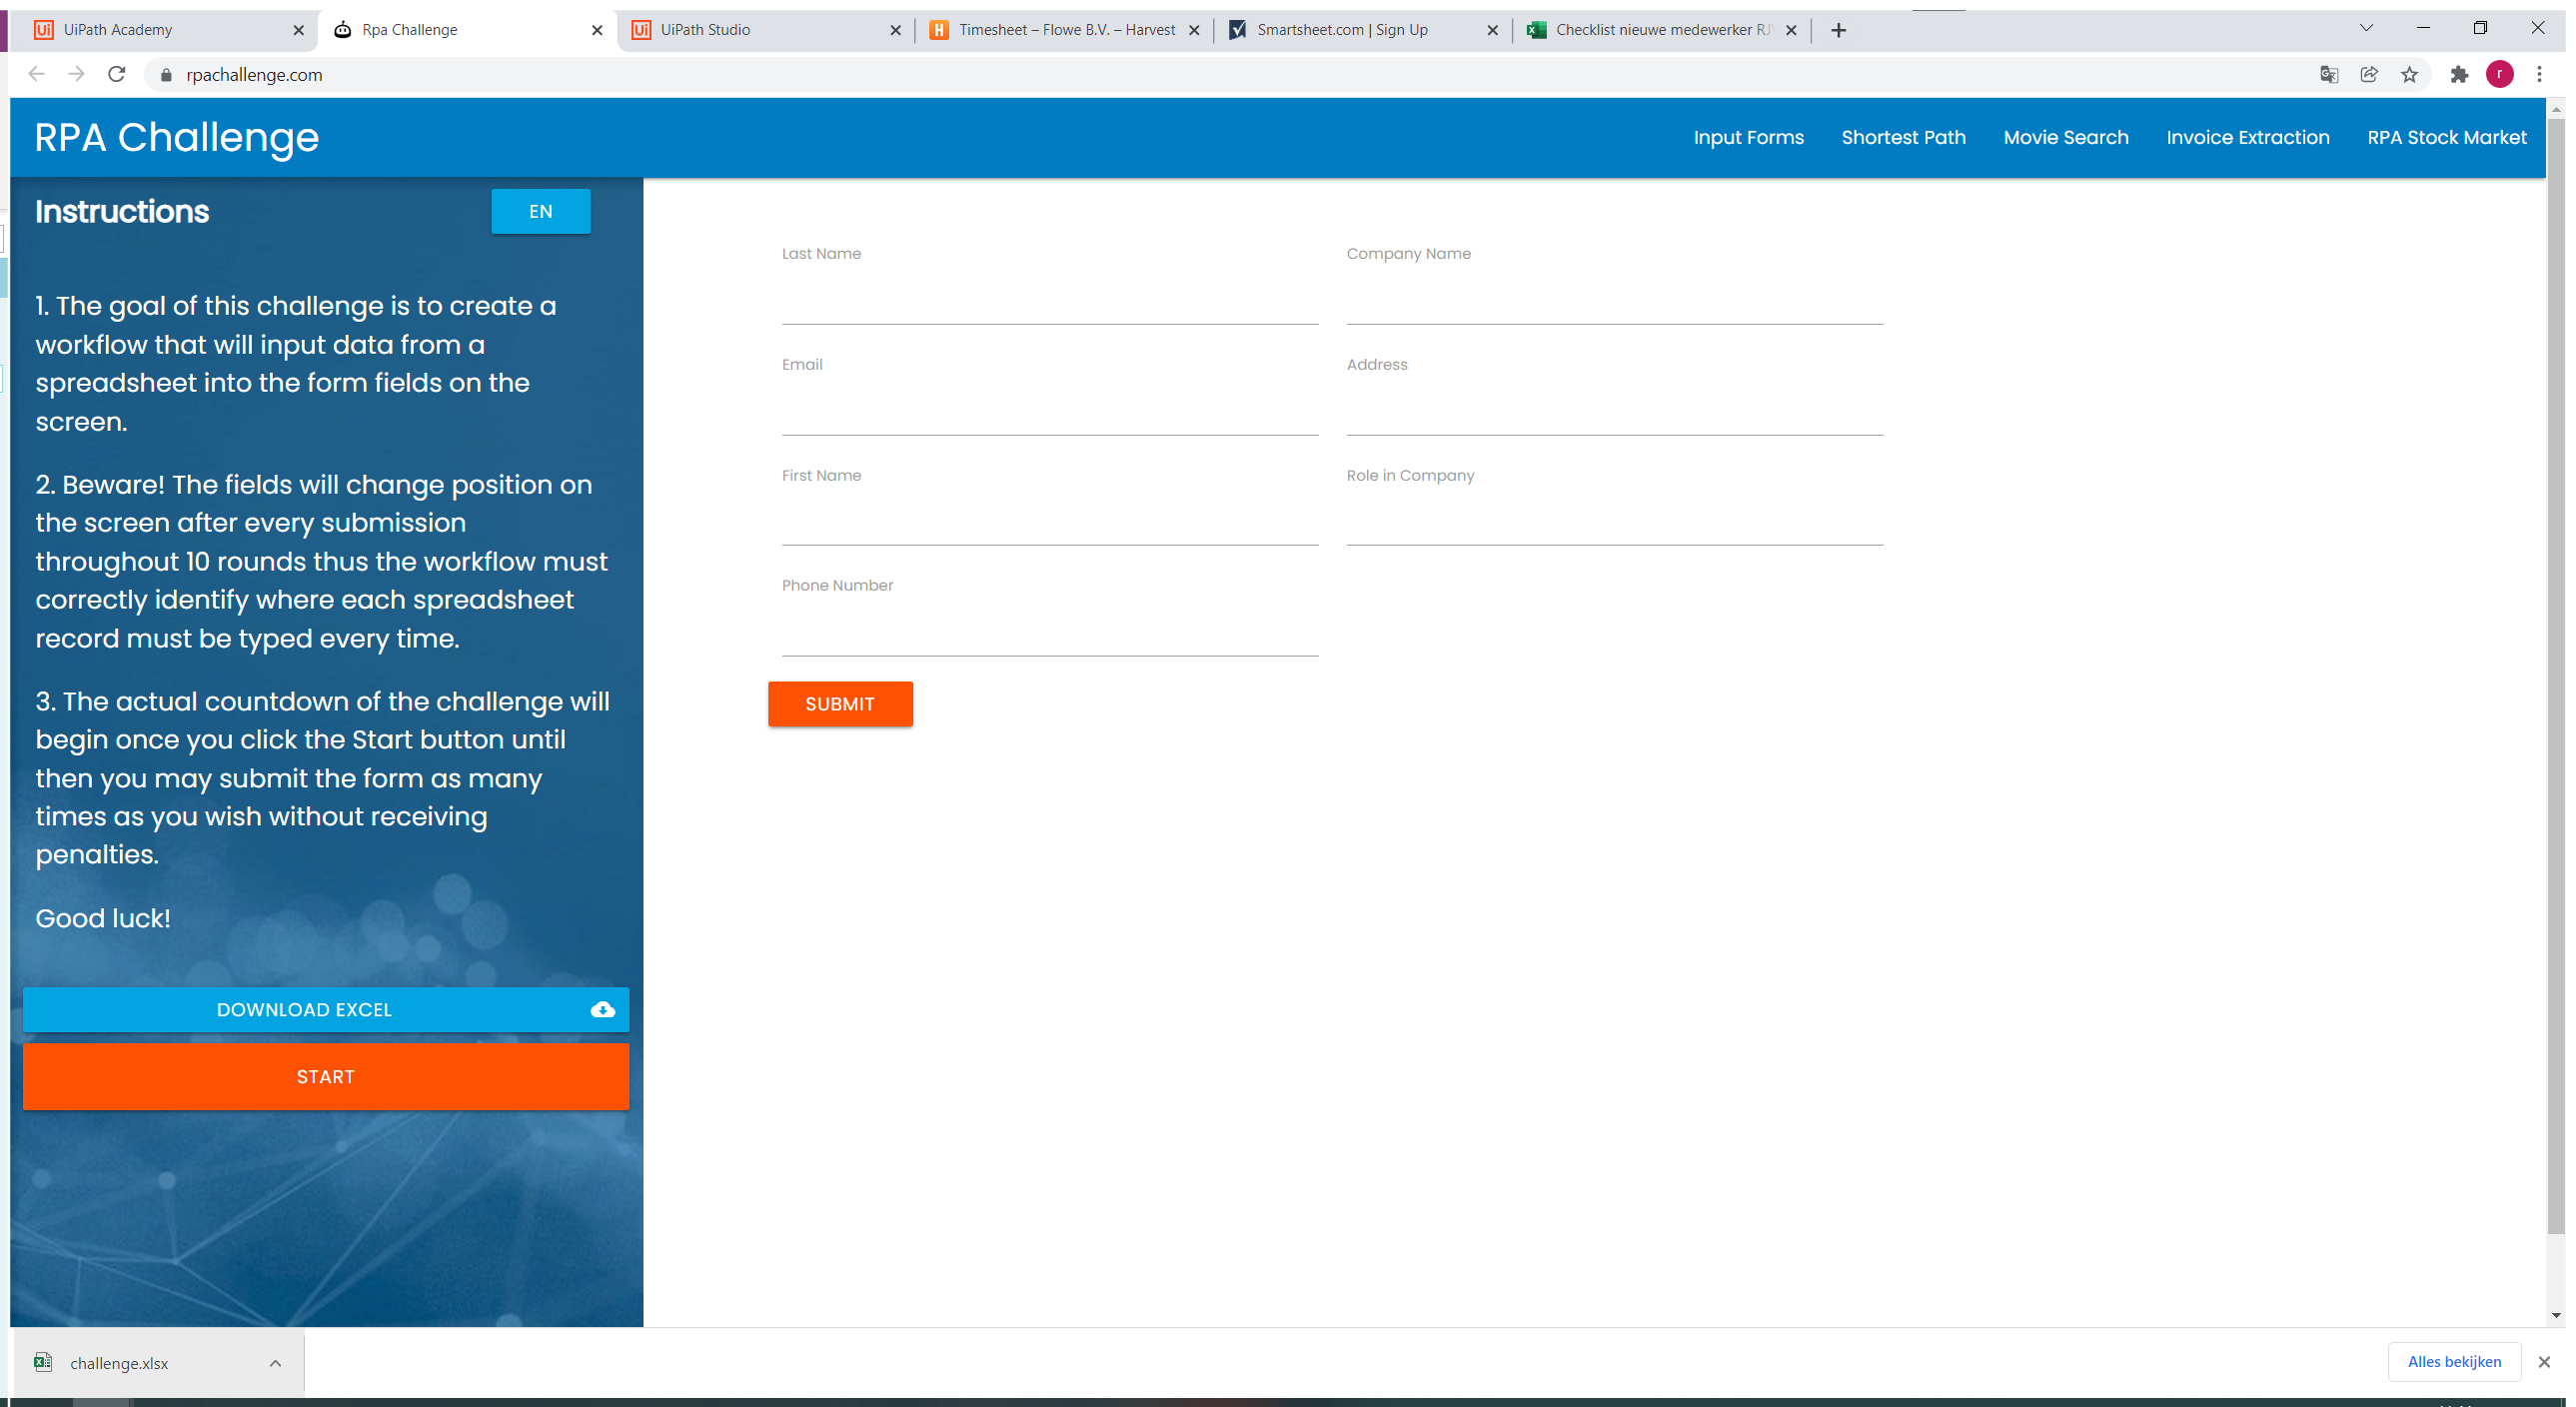 UiPath Academy
Rpa Challenge
UiPath Studio
Timesheet – Flowe B.V. – Harvest
Smartsheet.com | Sign Up
Checklist nieuwe medewerker
rpachallenge.com
r
RPA Challenge
Input Forms
Shortest Path
Movie Search
Invoice Extraction
RPA Stock Market
Instructions
EN
1. The goal of this challenge is to create a
workflow that will input data from a
spreadsheet into the form fields on the
screen.
2. Beware! The fields will change position on
the screen after every submission
throughout 10 rounds thus the workflow must
correctly identify where each spreadsheet
record must be typed every time.
3. The actual countdown of the challenge will
begin once you click the Start button until
then you may submit the form as many
times as you wish without receiving
penalties.
Good luck!
DOWNLOAD EXCEL
START
Last Name
Company Name
Email
Address
First Name
Role in Company
Phone Number
SUBMIT
challenge.xlsx
Alles bekijken